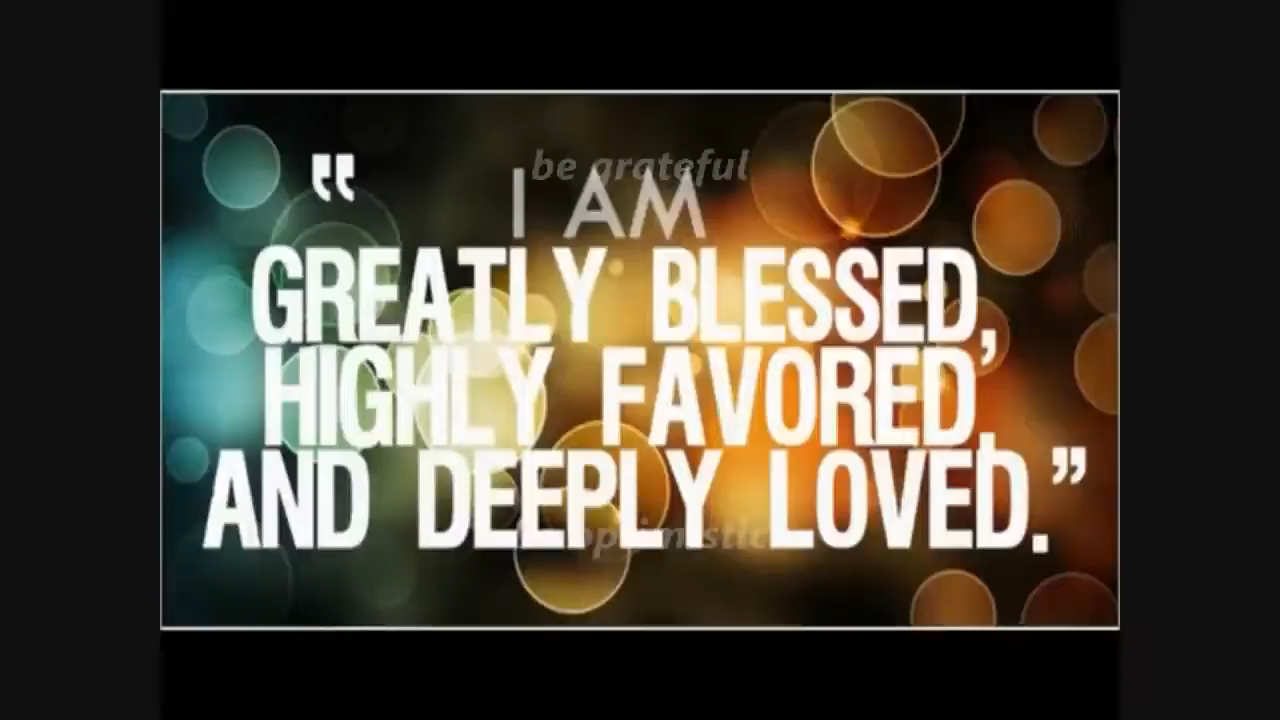 be grateful
“ I AM
GREATLY BLESSED,
HIGHLY FAVORED,
AND DEEPLY LOVED.”
optimistic